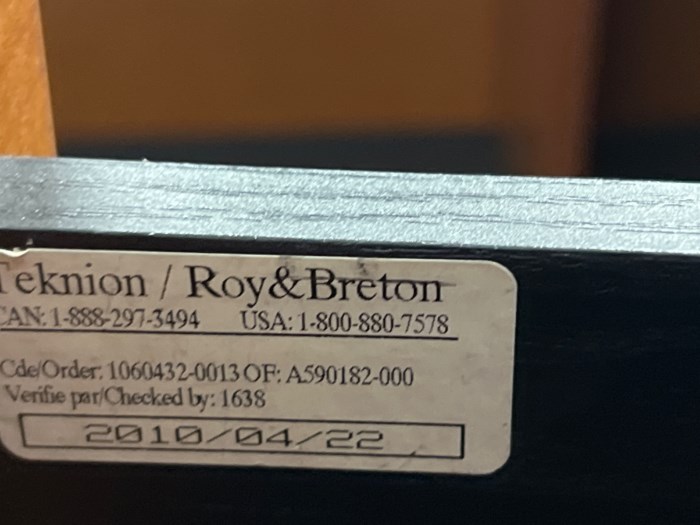 Teknion / Roy&Breton
CAN: 1-888-297-3494 USA: 1-800-880-7578
Cde/Order: 1060432-0013 OF: A590182-000
Verifie par/Checked by: 1638
2010/04/22